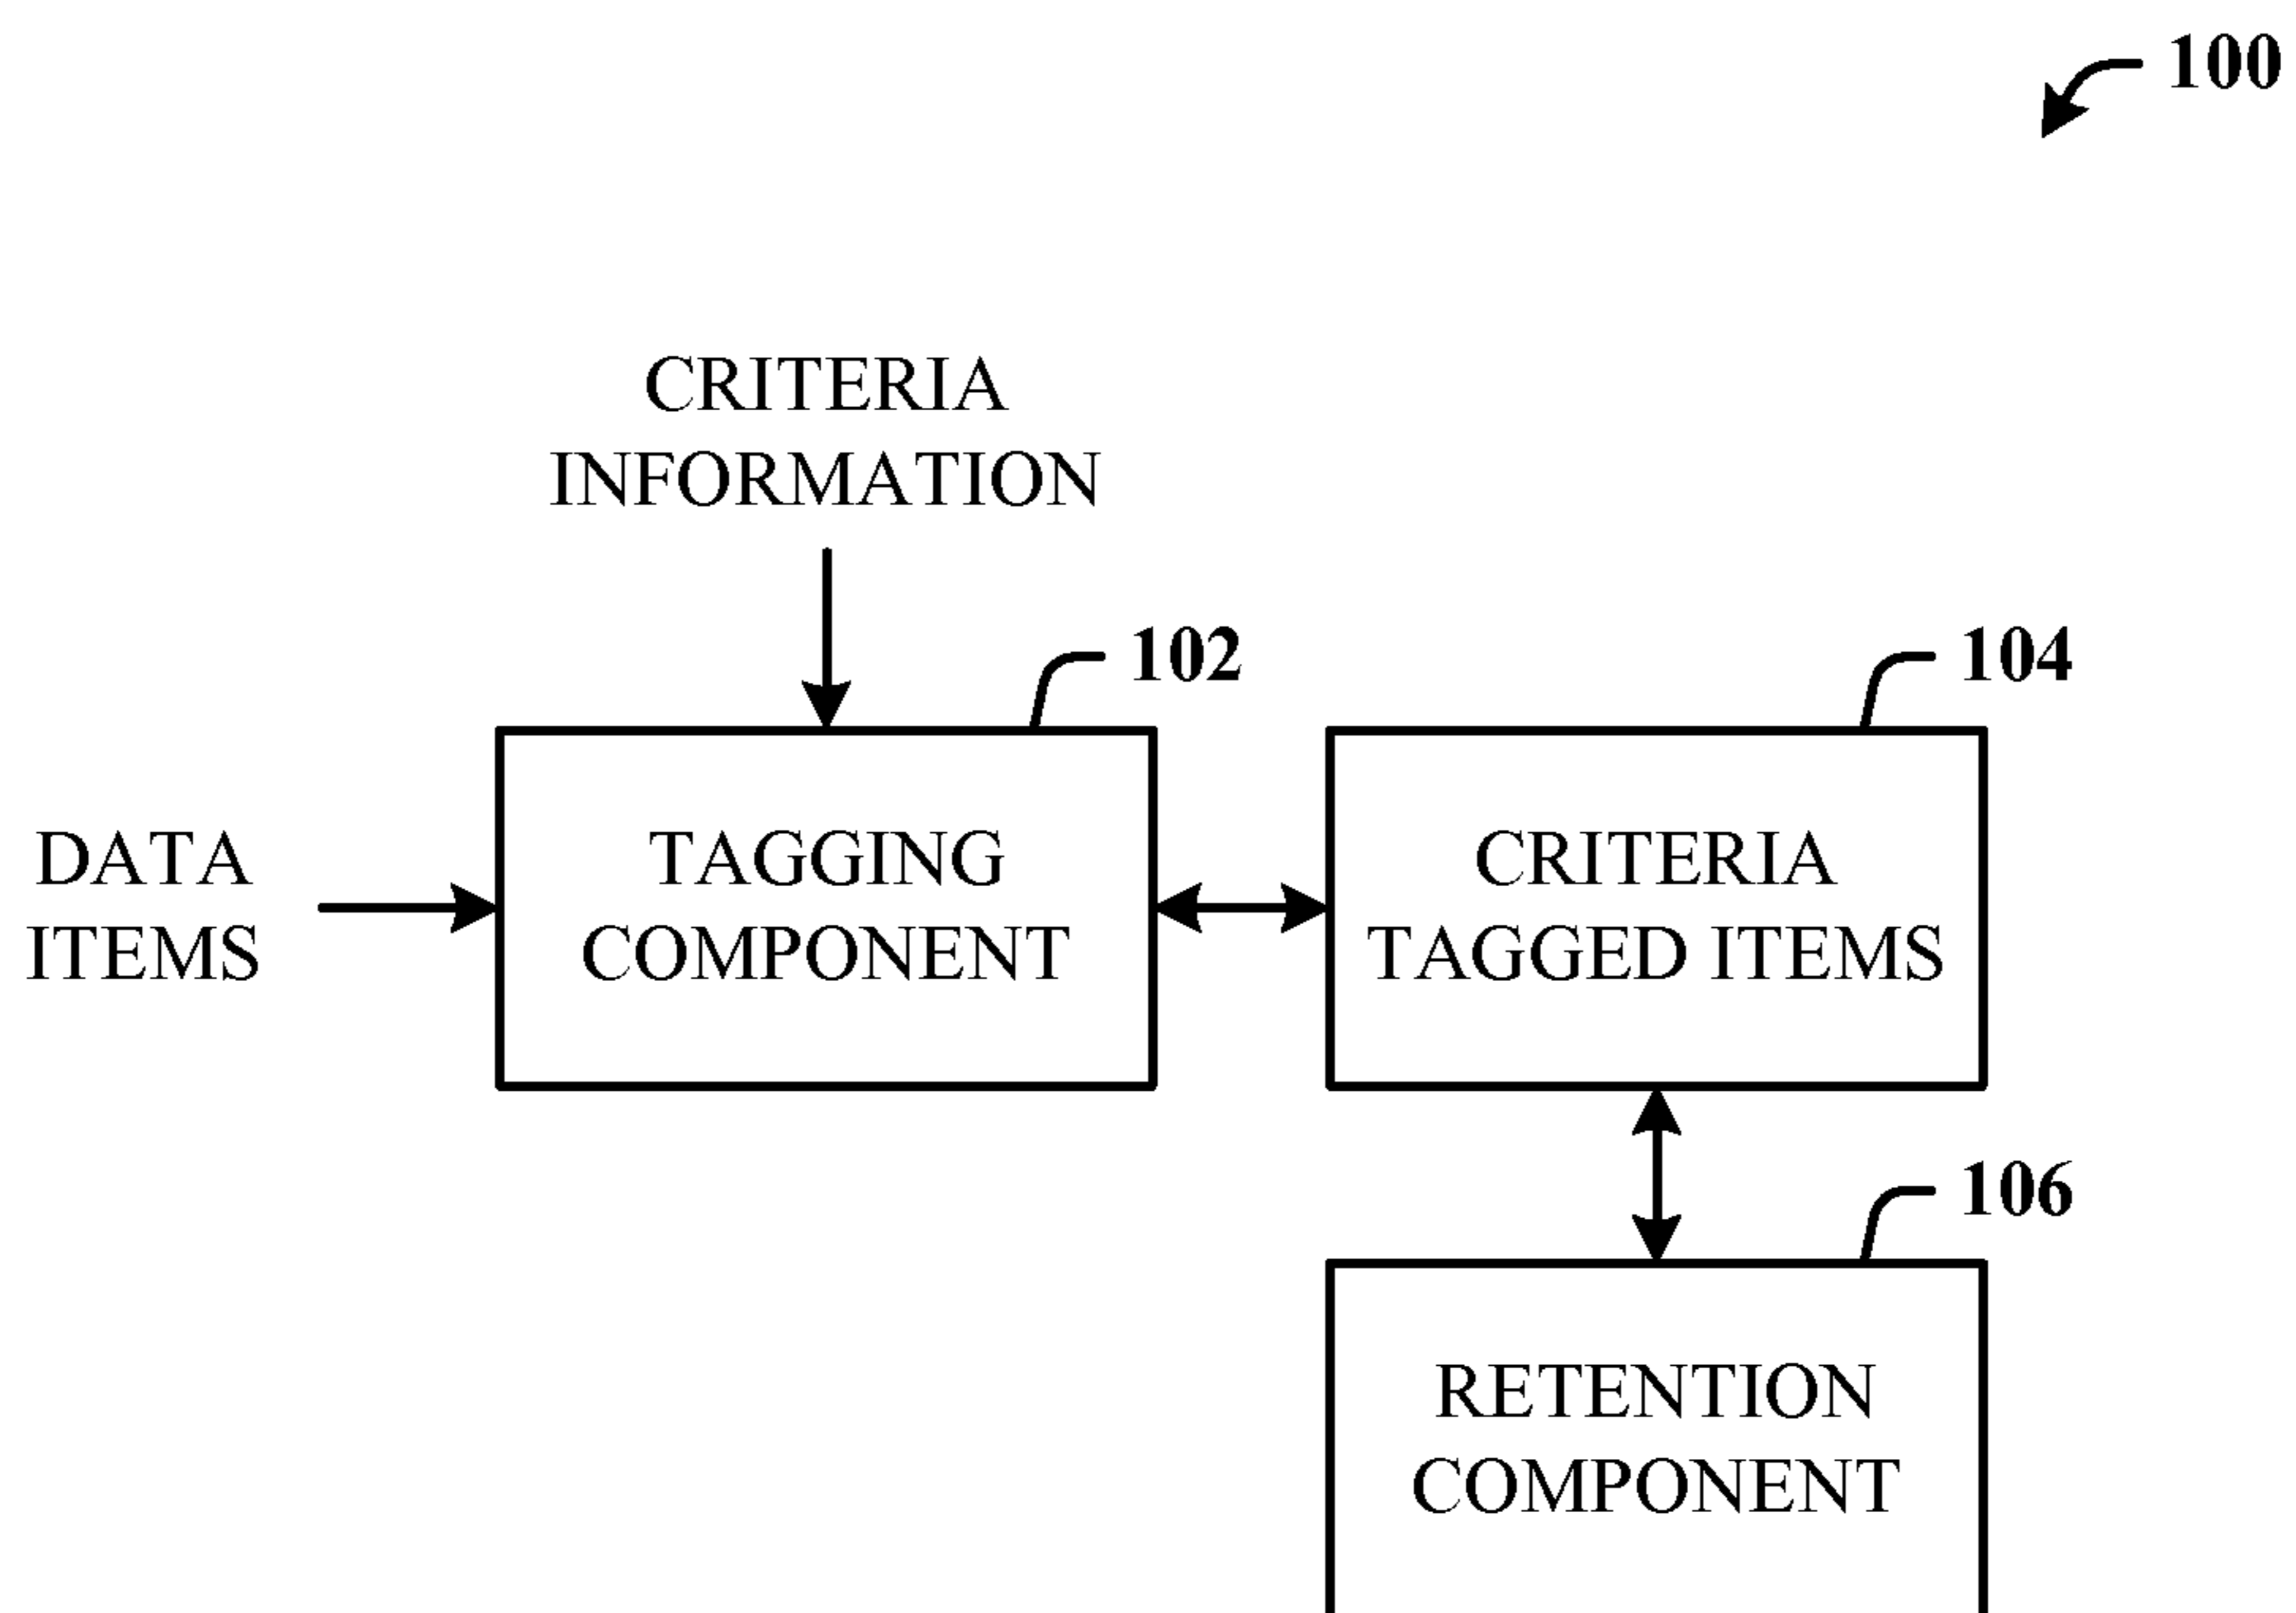 100
CRITERIA
INFORMATION
102
104
DATA
ITEMS
TAGGING
COMPONENT
CRITERIA
TAGGED ITEMS
106
RETENTION
COMPONENT